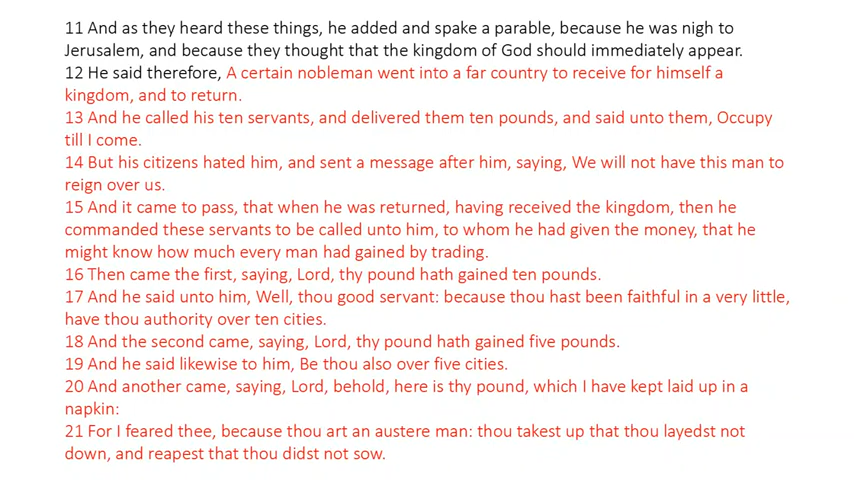 11 And as they heard these things, he added and spake a parable, because he was nigh to
Jerusalem, and because they thought that the kingdom of God should immediately appear.
12 He said therefore, A certain nobleman went into a far country to receive for himself a
kingdom, and to return.
13 And he called his ten servants, and delivered them ten pounds, and said unto them, Occupy
till I come.
14 But his citizens hated him, and sent a message after him, saying, We will not have this man to
reign over us.
15 And it came to pass, that when he was returned, having received the kingdom, then he
commanded these servants to be called unto him, to whom he had given the money, that he
might know how much every man had gained by trading.
16 Then came the first, saying, Lord, thy pound hath gained ten pounds.
17 And he said unto him, Well, thou good servant: because thou hast been faithful in a very little,
have thou authority over ten cities.
18 And the second came, saying, Lord, thy pound hath gained five pounds.
19 And he said likewise to him, Be thou also over five cities.
20 And another came, saying, Lord, behold, here is thy pound, which I have kept laid up in a
napkin:
21 For I feared thee, because thou art an austere man: thou takest up that thou layedst not
down, and reapest that thou didst not sow.